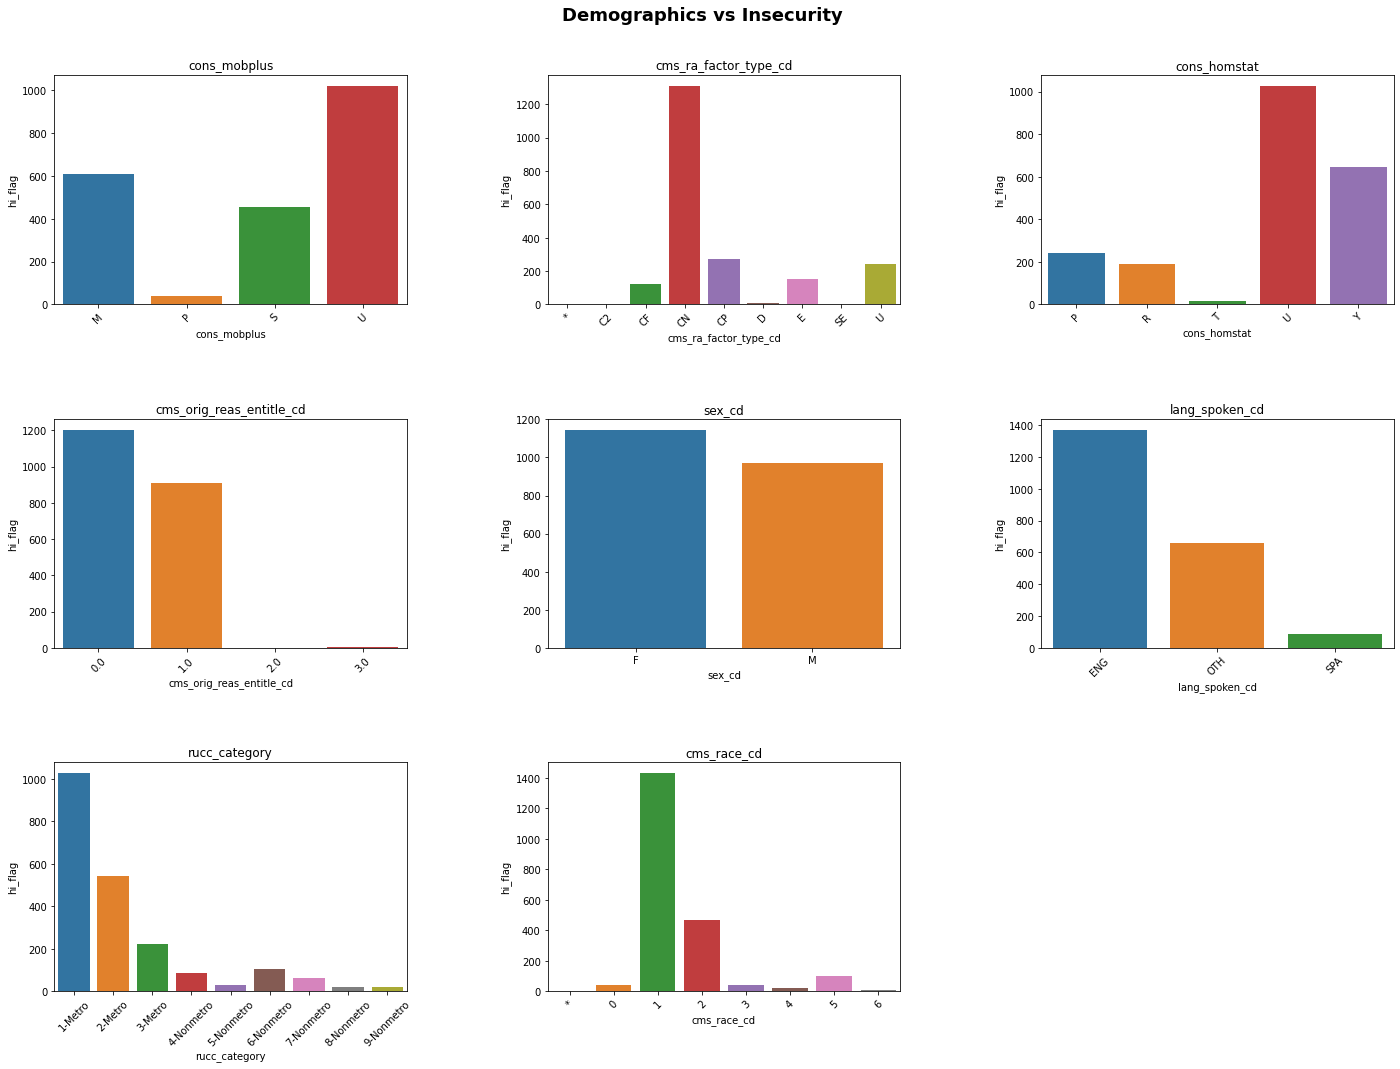 Demographics vs Insecurity
cons_mobplus
1000
800
600
400
200
0
hi_flag
M
P
S
U
cons_mobplus
cms_ra_factor_type_cd
1200
1000
800
600
400
200
0
hi_flag
*
C2
CF
CN
CP
D
E
SE
U
cms_ra_factor_type_cd
cons_homstat
1000
800
600
400
200
0
hi_flag
P
R
T
U
Y
cons_homstat
cms_orig_reas_entitle_cd
1200
1000
800
600
400
200
0
hi_flag
0.0
1.0
2.0
3.0
cms_orig_reas_entitle_cd
sex_cd
1200
1000
800
600
400
200
0
hi_flag
F
M
sex_cd
lang_spoken_cd
1400
1200
1000
800
600
400
200
0
hi_flag
ENG
OTH
SPA
lang_spoken_cd
rucc_category
1000
800
600
400
200
0
hi_flag
1-Metro
2-Metro
3-Metro
4-Nonmetro
5-Nonmetro
6-Nonmetro
7-Nonmetro
8-Nonmetro
9-Nonmetro
rucc_category
cms_race_cd
1400
1200
1000
800
600
400
200
0
hi_flag
*
0
1
2
3
4
5
6
cms_race_cd